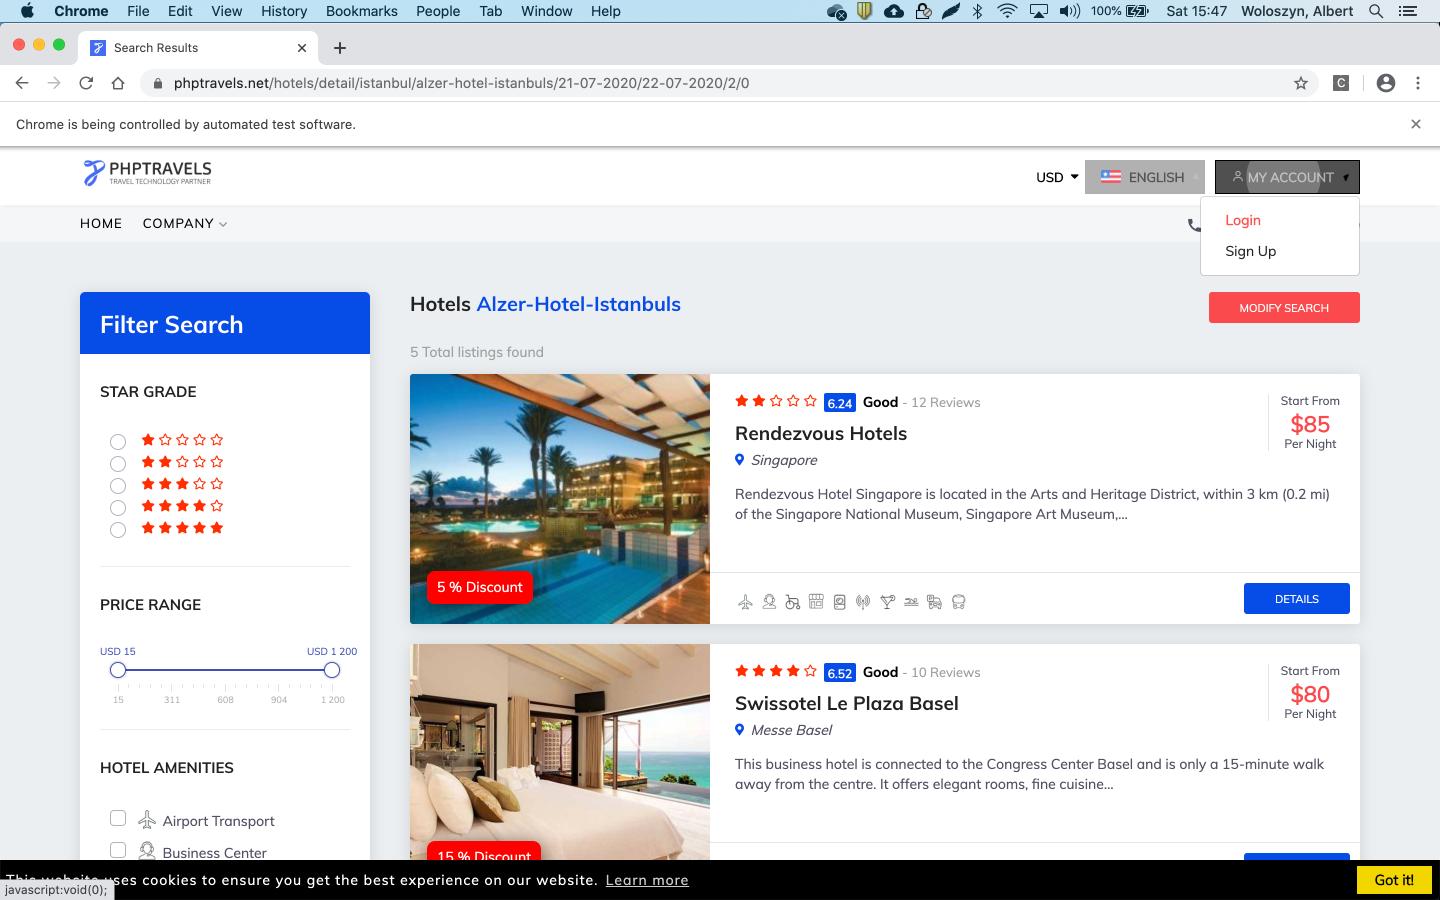 Chrome File Edit View History Bookmarks People Tab Window Help 100% Sat 15:47 Woloszyn, Albert
Search Results
phptravels.net/hotels/detail/istanbul/alzer-hotel-istanbuls/21-07-2020/22-07-2020/2/0
C
Chrome is being controlled by automated test software.
PHPTRAVELS
TRAVEL TECHNOLOGY PARTNER
USD ENGLISH MY ACCOUNT
HOME COMPANY
Login
Sign Up
Filter Search
STAR GRADE
PRICE RANGE
USD 15 USD 1 200
15 311 608 904 1 200
HOTEL AMENITIES
Airport Transport
Business Center
Hotels Alzer-Hotel-Istanbuls
MODIFY SEARCH
5 Total listings found
5 % Discount
6.24 Good - 12 Reviews
Rendezvous Hotels
Singapore
Start From
$85
Per Night
Rendezvous Hotel Singapore is located in the Arts and Heritage District, within 3 km (0.2 mi)
of the Singapore National Museum, Singapore Art Museum,...
DETAILS
15 % Discount
6.52 Good - 10 Reviews
Swissotel Le Plaza Basel
Messe Basel
Start From
$80
Per Night
This business hotel is connected to the Congress Center Basel and is only a 15-minute walk
away from the centre. It offers elegant rooms, fine cuisine...
This website uses cookies to ensure you get the best experience on our website. Learn more
Got it!
javascript:void(0);